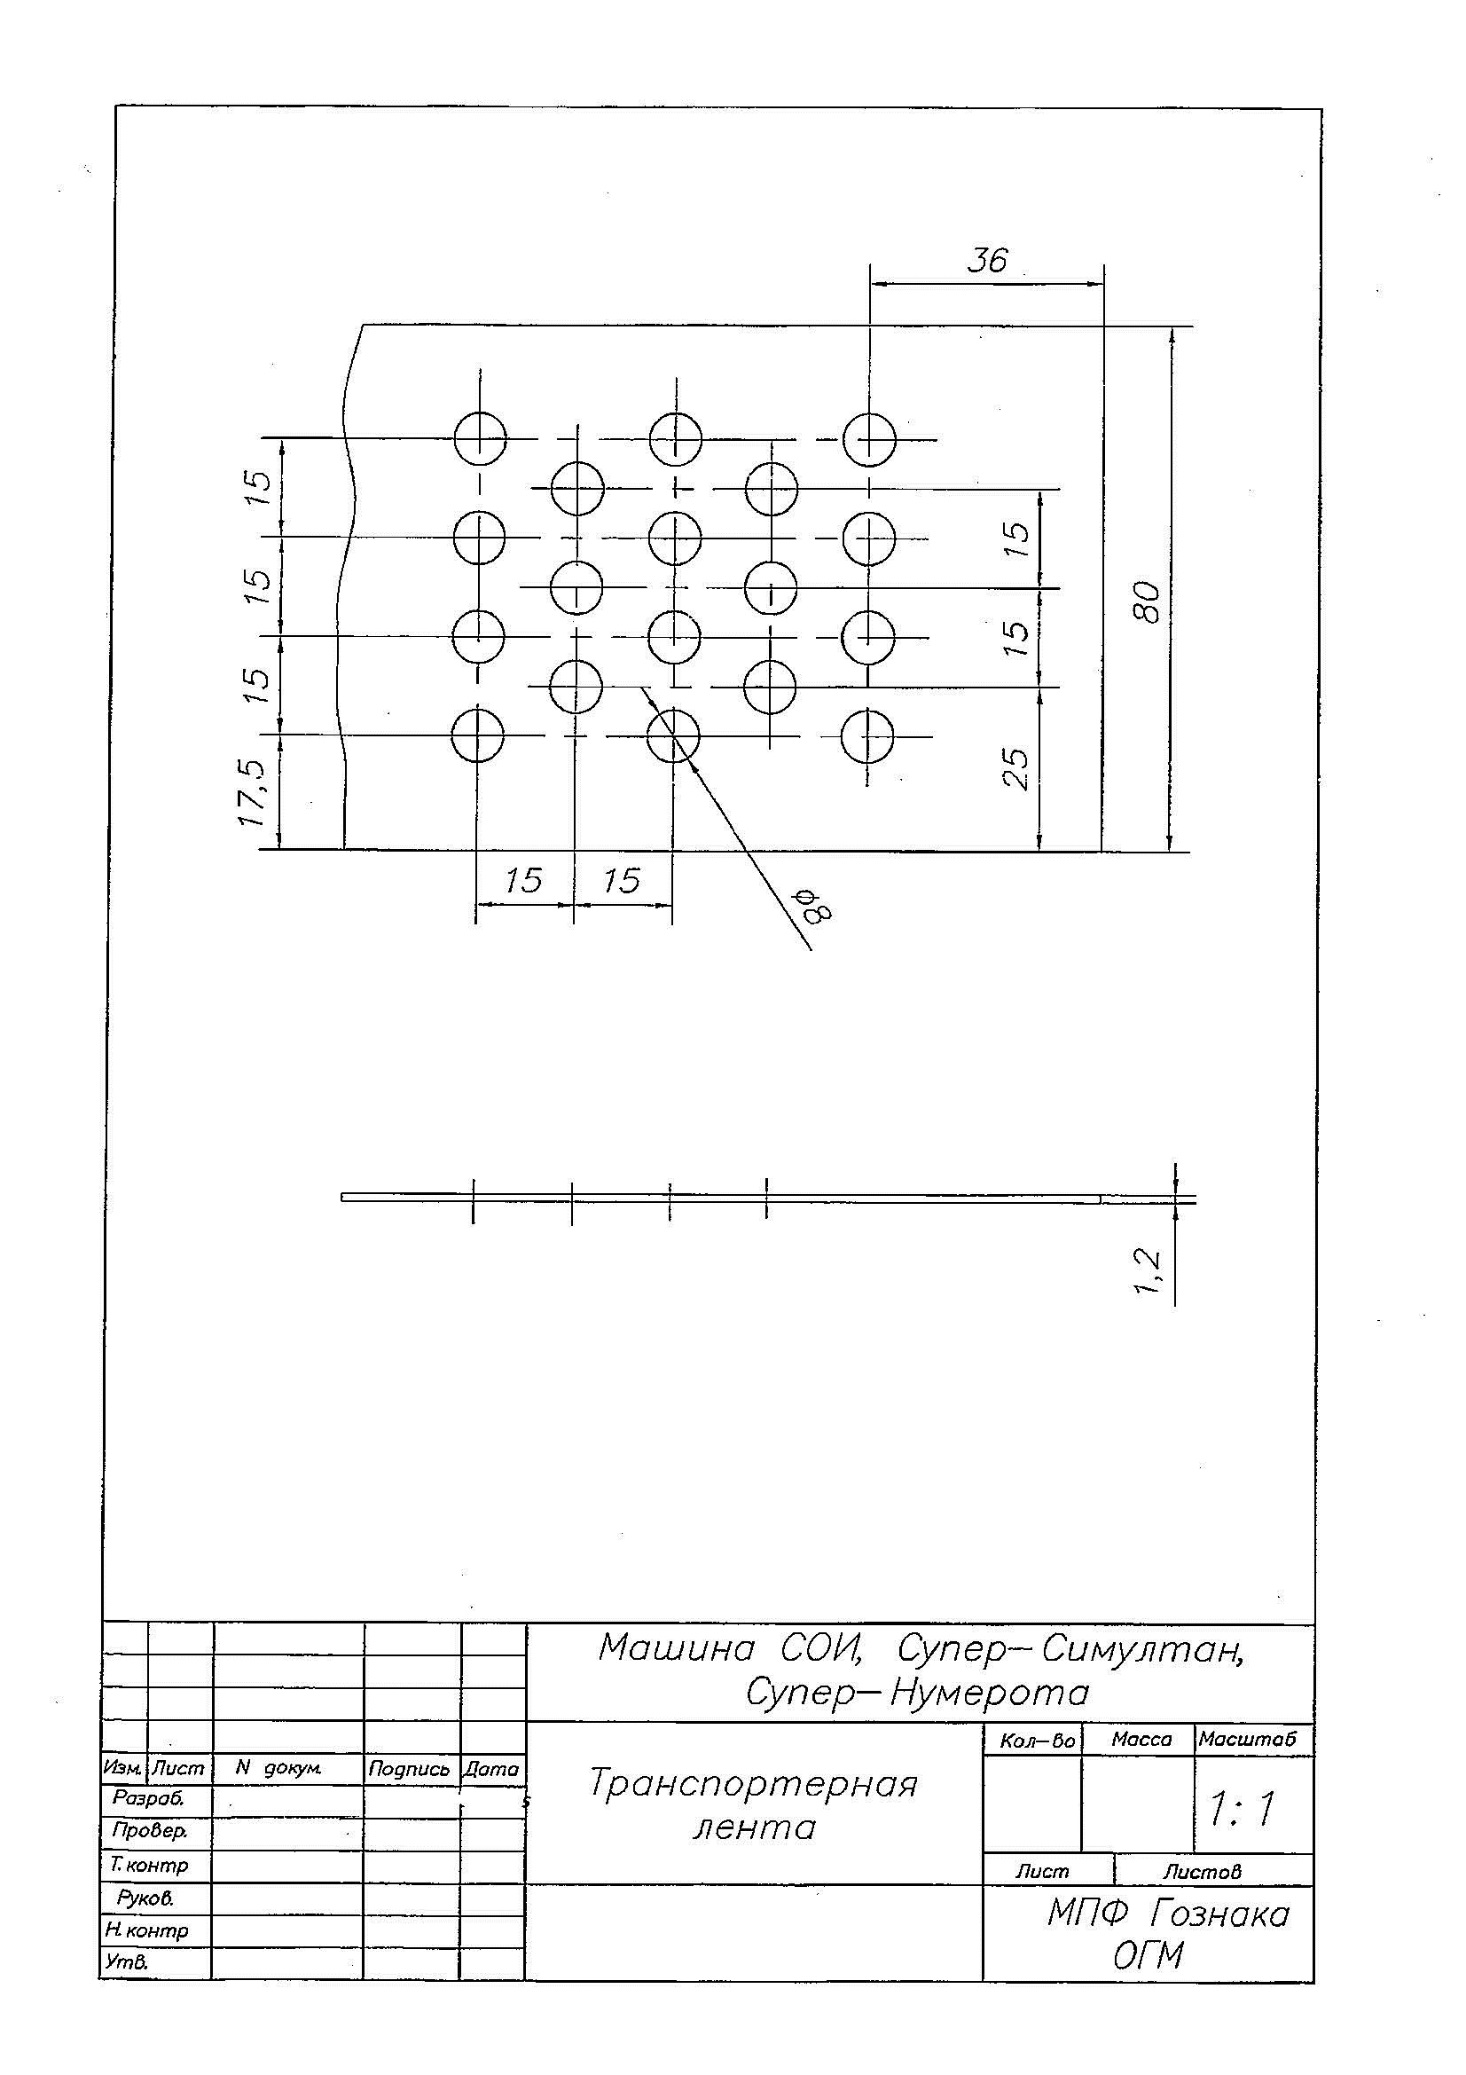 36
15
15
15
17,5
15
15
25
80
15
15
ϕ8
1,2
Машина СОИ, Супер-Симултан,
Супер-Нумерота
Кол-во Масса Масштаб
Изм. Лист N докум. Подпись Дата
Транспортерная
лента
1:1
Разраб.
Провер.
Т. контр
Лист Листов
Руков.
Н. контр
Утв.
МПФ Гознака
ОГМ